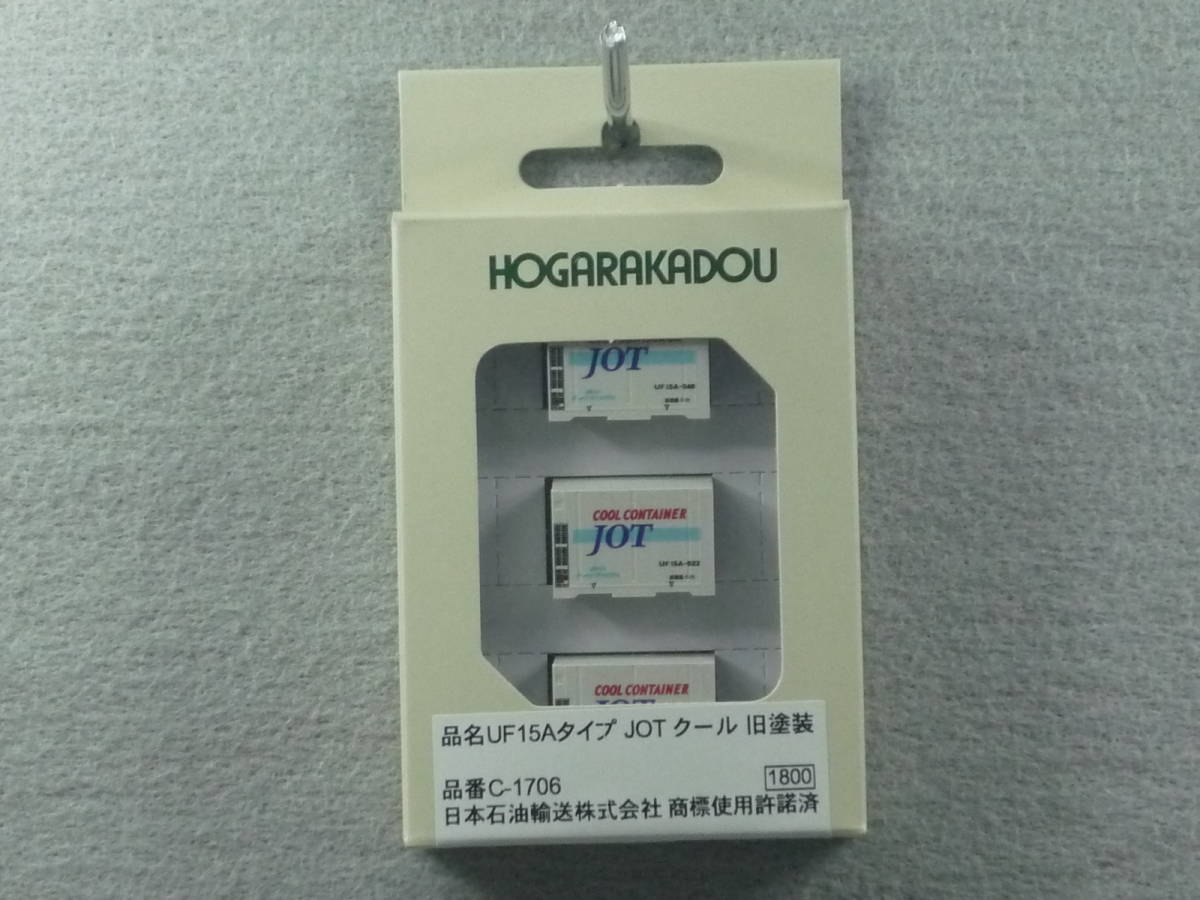 HOGARAKADOU
JOT
UF15A-046
COOL CONTAINER
JOT
UF15A-022
COOL CONTAINER
品名UF15Aタイプ JOT クール 旧塗装
品番C-1706
1800
日本石油輸送株式会社 商標使用許諾済